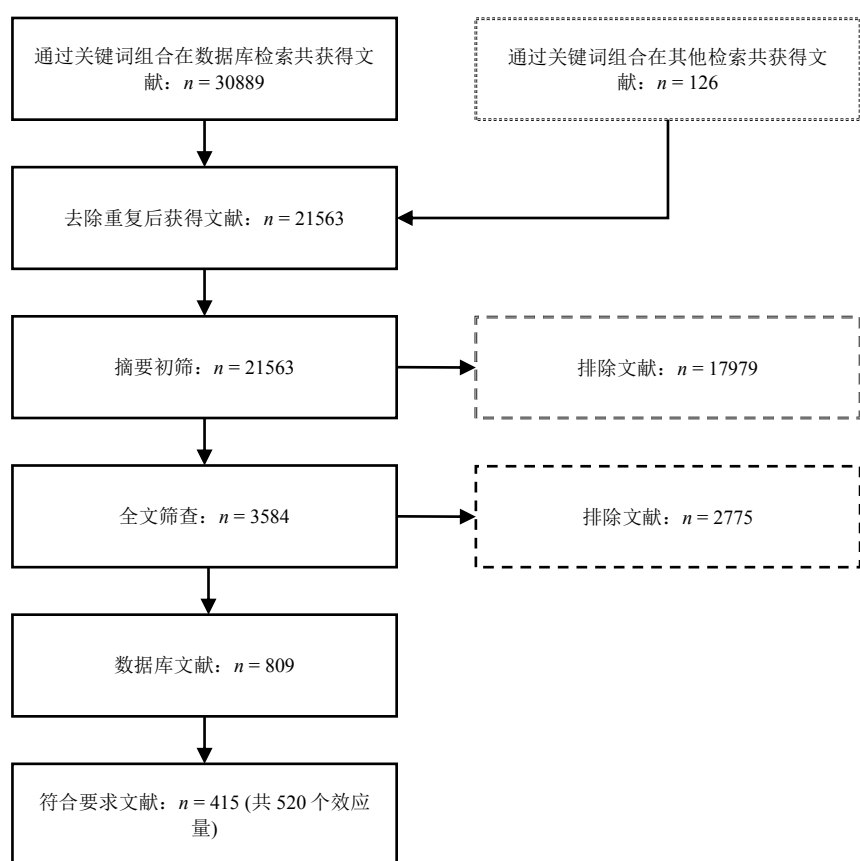 通过关键词组合在数据库检索共获得文
献：n = 30889
通过关键词组合在其他检索共获得文
献：n = 126
去除重复后获得文献：n = 21563
摘要初筛：n = 21563
排除文献：n = 17979
全文筛查：n = 3584
排除文献：n = 2775
数据库文献：n = 809
符合要求文献：n = 415 (共 520 个效应
量)